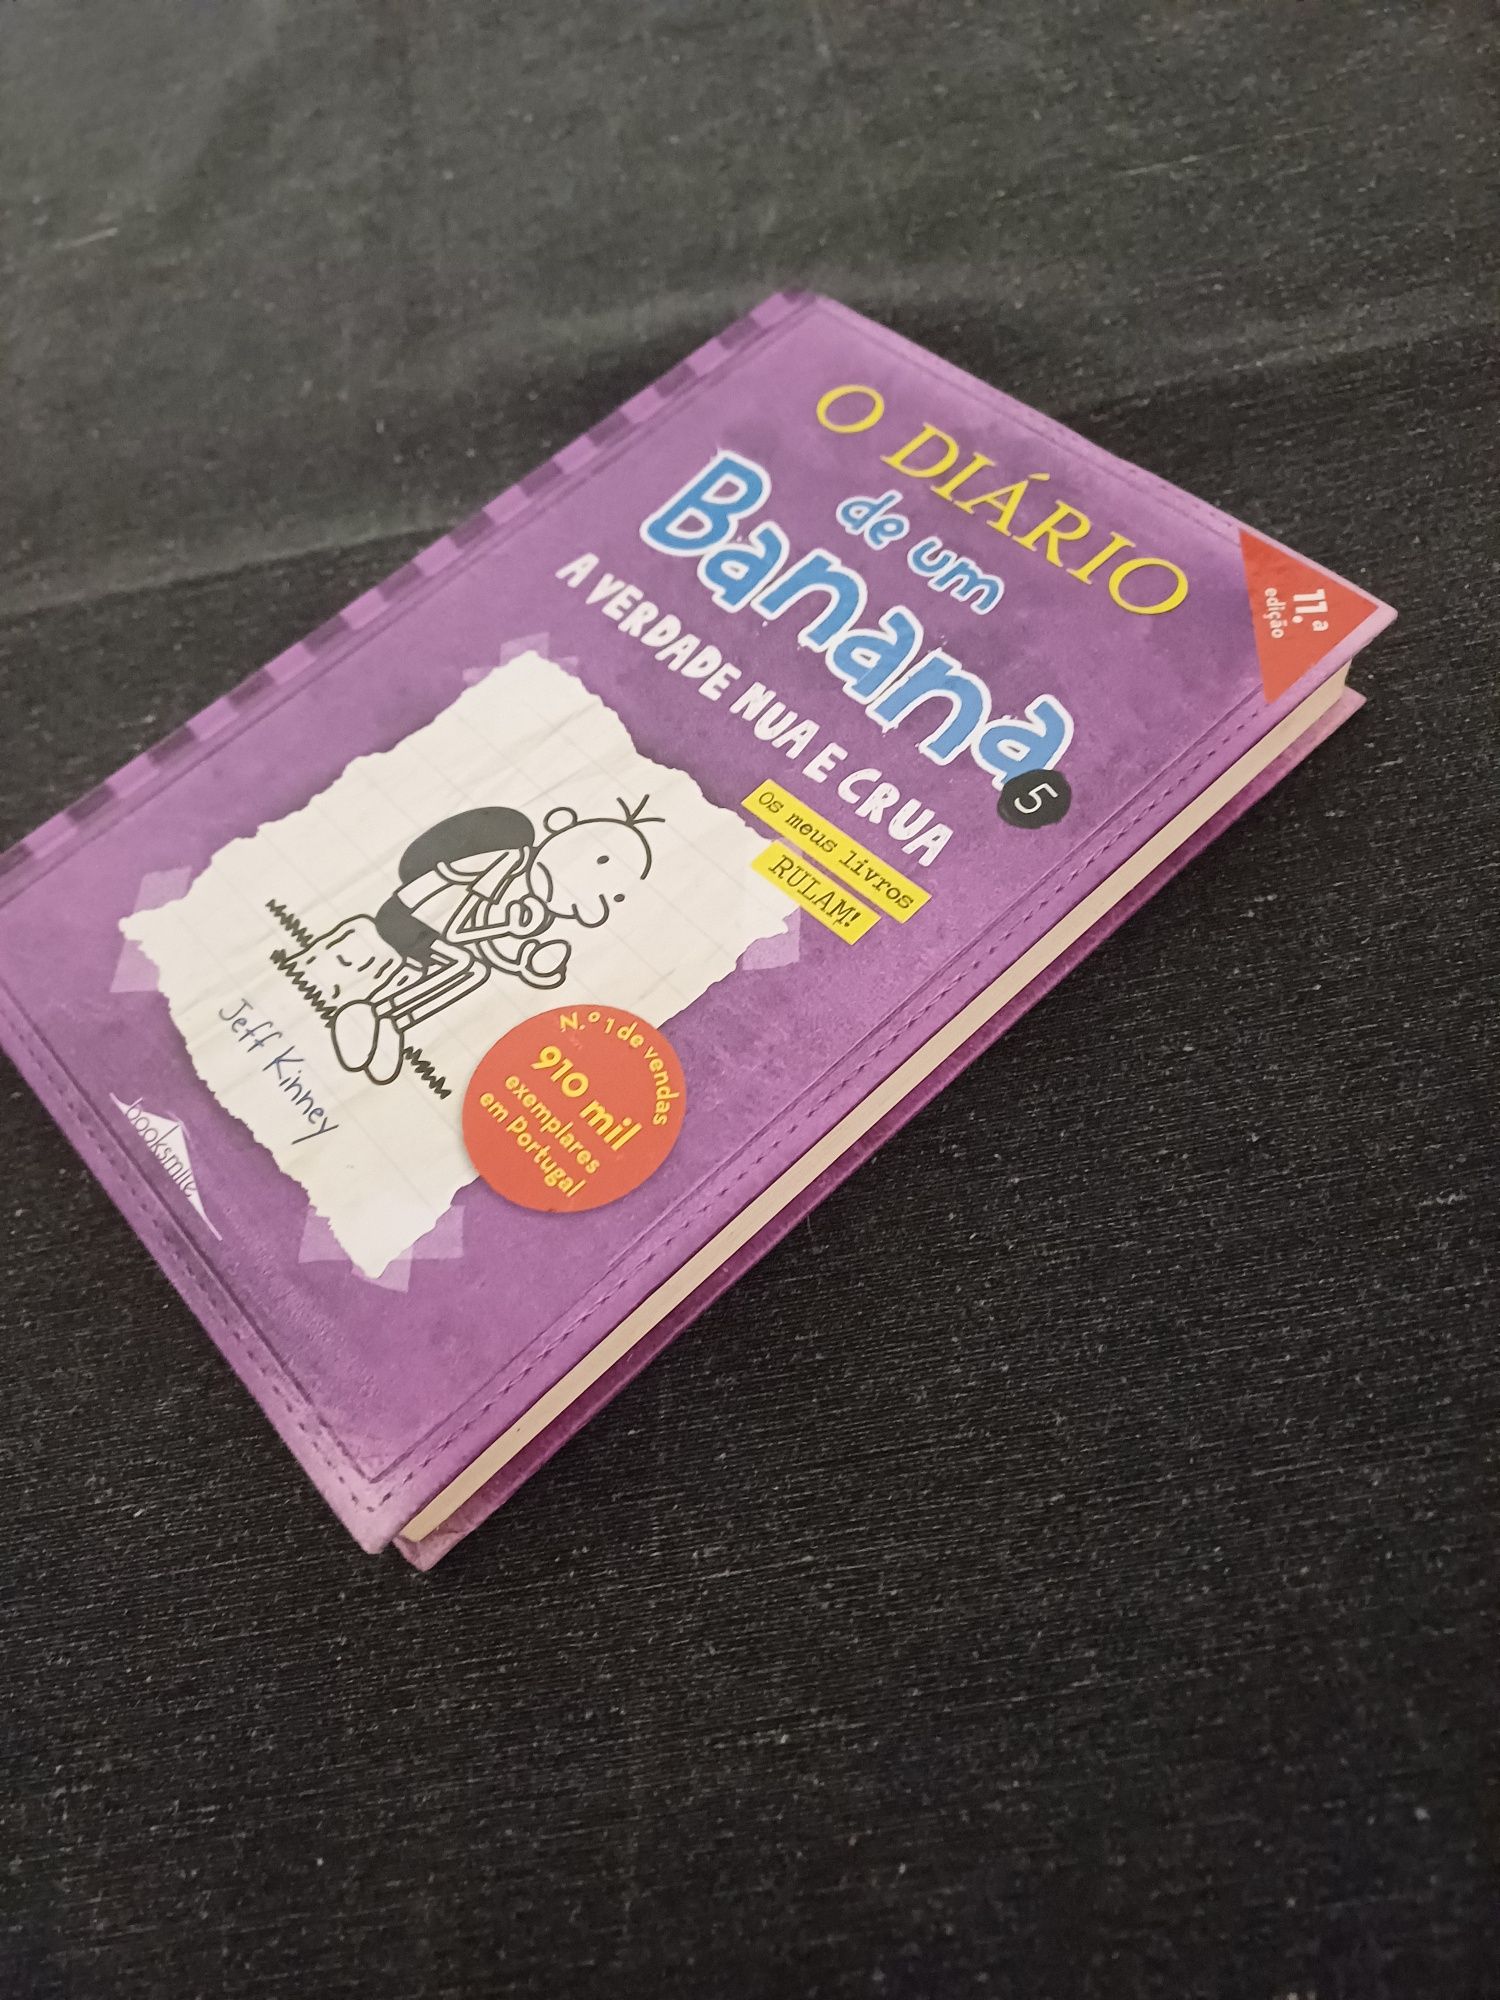 O DIÁRIO
de um
Banana
5
A VERDADE NUA E CRUA
Os meus livros
RULAM!
11.ª
edição
Jeff Kinney
N.º 1 de vendas
910 mil
exemplares
em Portugal
booksmile